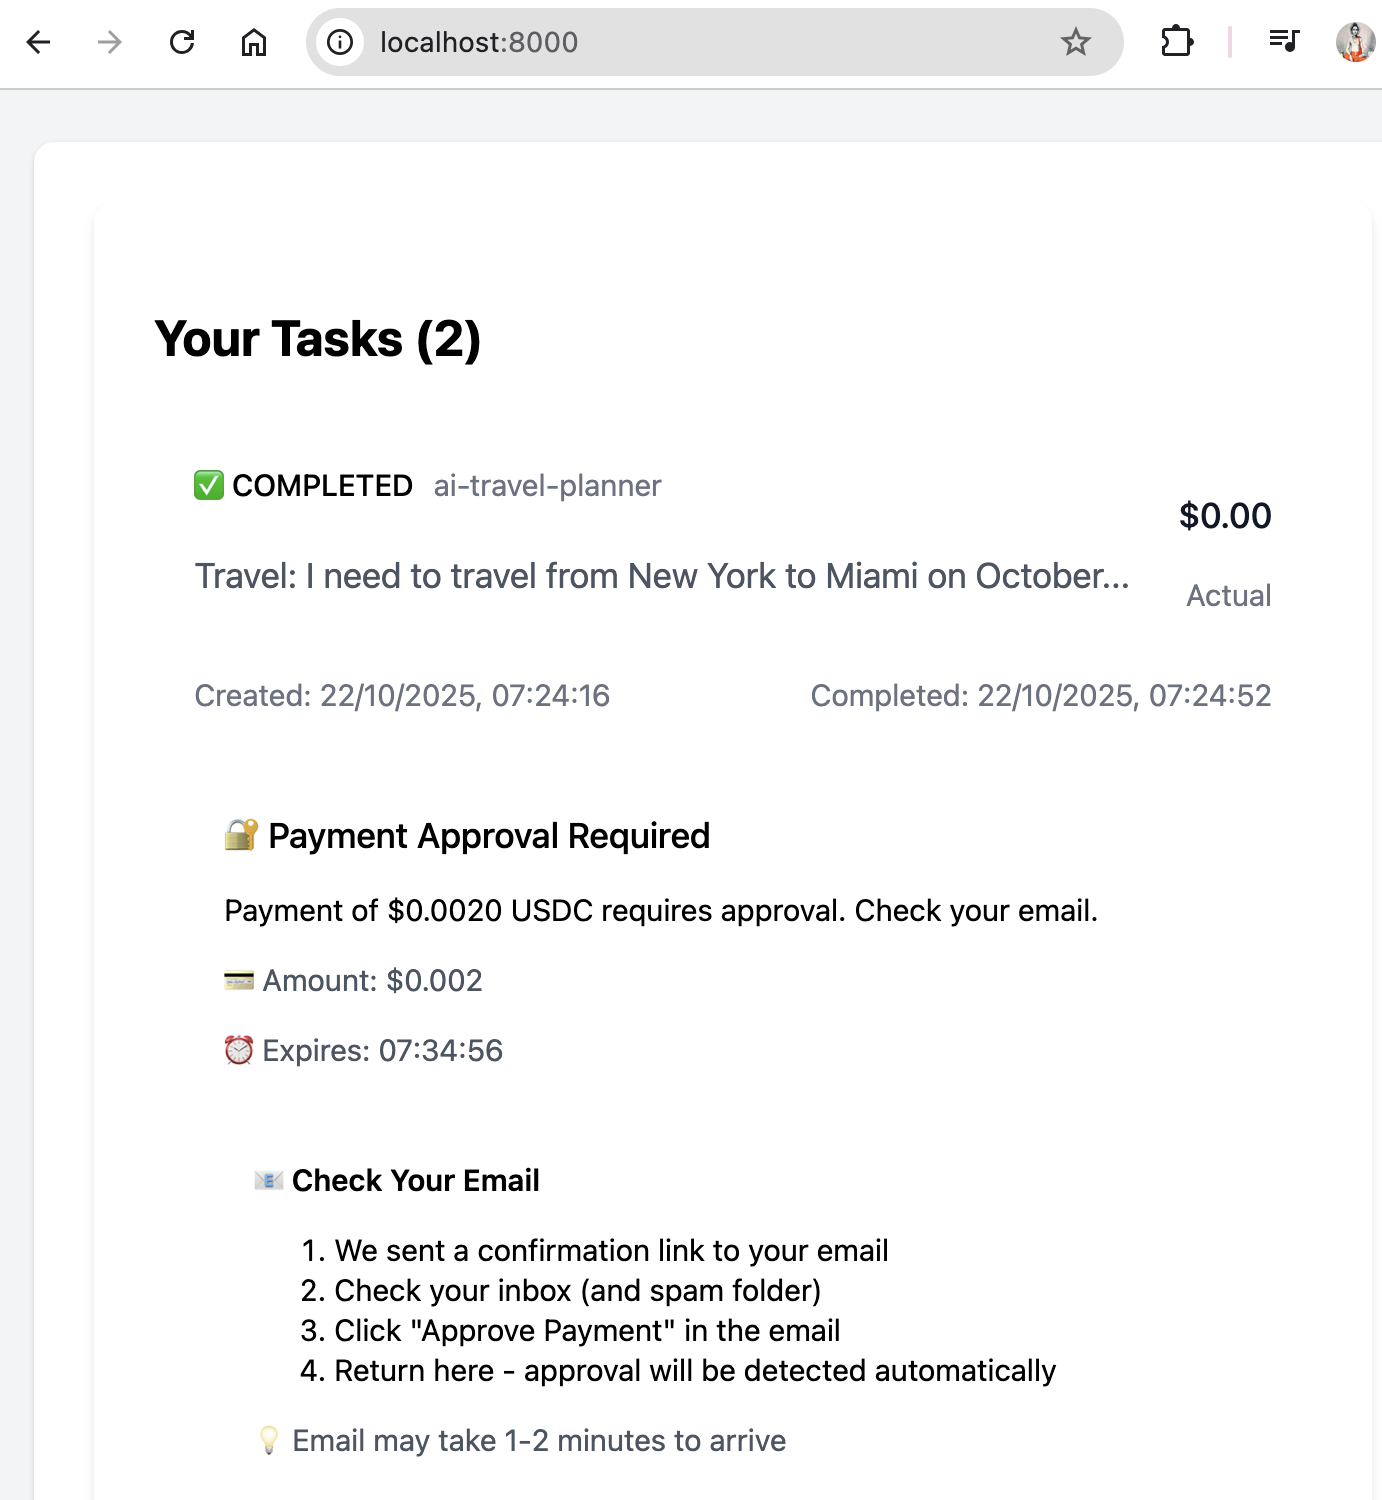 localhost:8000
Your Tasks (2)
✅ COMPLETED ai-travel-planner
$0.00
Travel: I need to travel from New York to Miami on October...
Actual
Created: 22/10/2025, 07:24:16 Completed: 22/10/2025, 07:24:52
🔐 Payment Approval Required
Payment of $0.0020 USDC requires approval. Check your email.
💳 Amount: $0.002
⏰ Expires: 07:34:56
📧 Check Your Email
1. We sent a confirmation link to your email
2. Check your inbox (and spam folder)
3. Click "Approve Payment" in the email
4. Return here - approval will be detected automatically
💡 Email may take 1-2 minutes to arrive